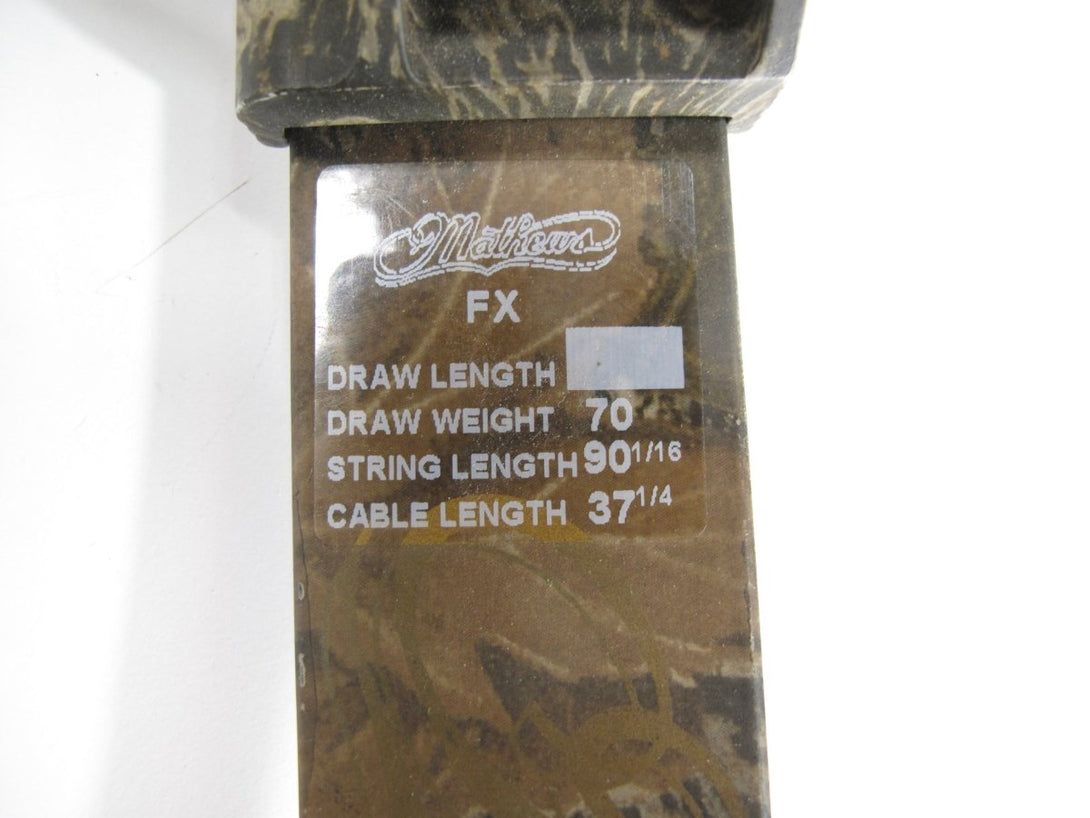 Mathews
FX
DRAW LENGTH
DRAW WEIGHT 70
STRING LENGTH 90 1/16
CABLE LENGTH 37 1/4